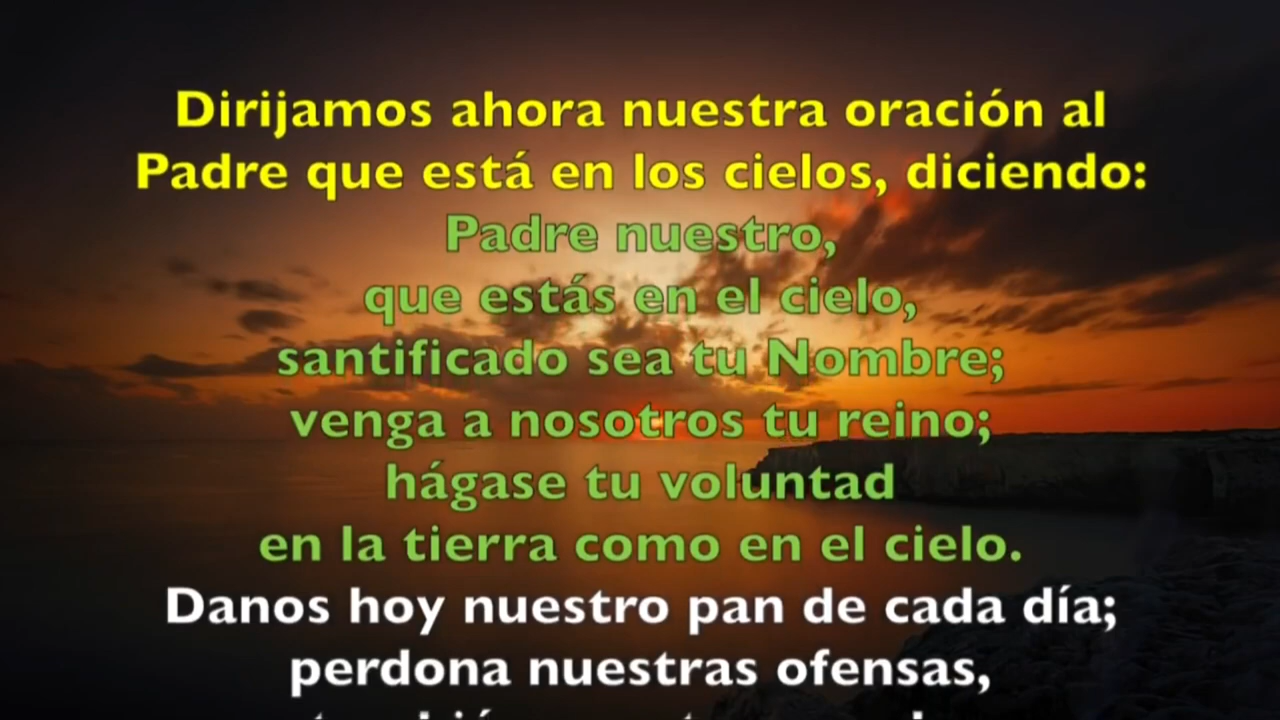 Dirijamos ahora nuestra oración al
Padre que está en los cielos, diciendo:
Padre nuestro,
que estás en el cielo,
santificado sea tu Nombre;
venga a nosotros tu reino;
hágase tu voluntad
en la tierra como en el cielo.
Danos hoy nuestro pan de cada día;
perdona nuestras ofensas,